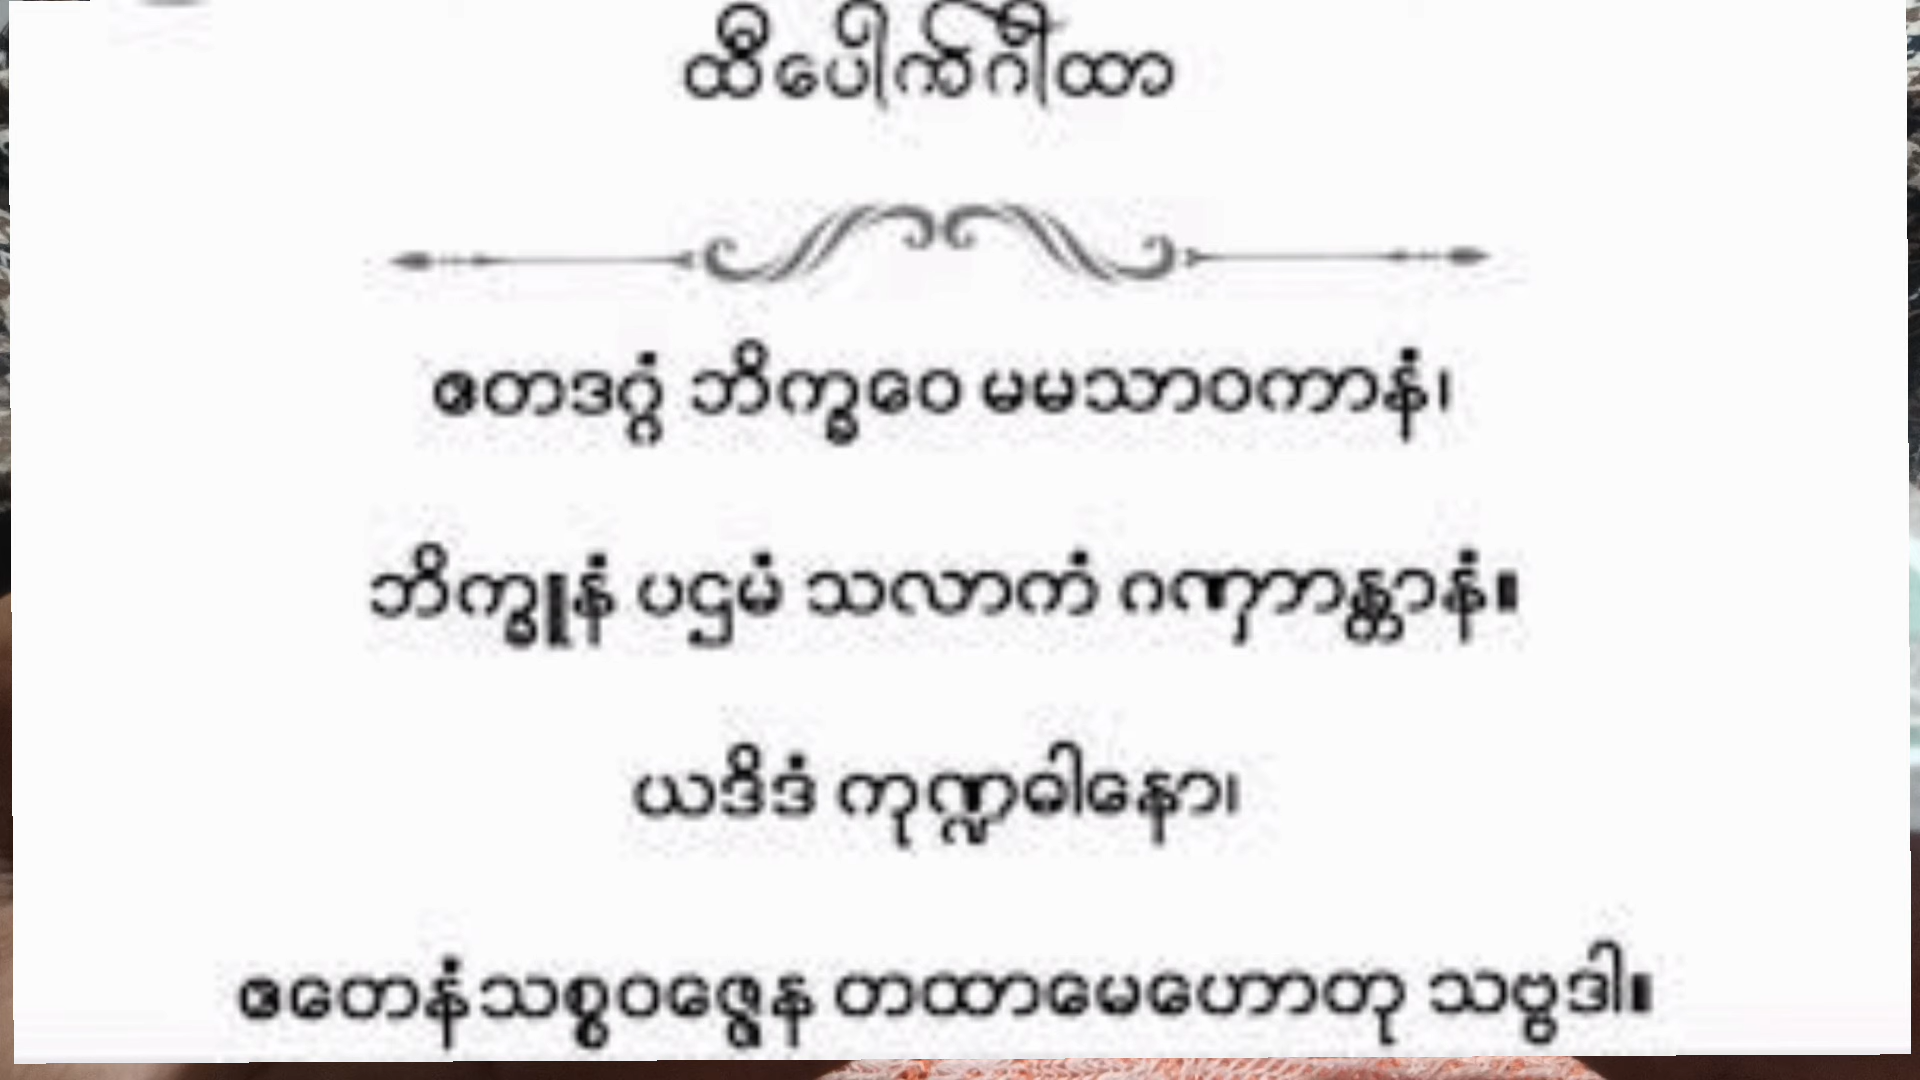 ထီပေါက်ဂါထာ
ဧတဒဂ္ဂံ ဘိက္ခဝေ မမသာဝကာနံ၊
ဘိက္ခူနံ ပဌမံ သလာကံ ဂဏှာန္တာနံ။
ယဒိဒံ ကုဏ္ဍဓါနော၊
ဧတေနံသစ္စဝဇ္ဇေန တထာမေဟောတု သဗ္ဗဒါ။